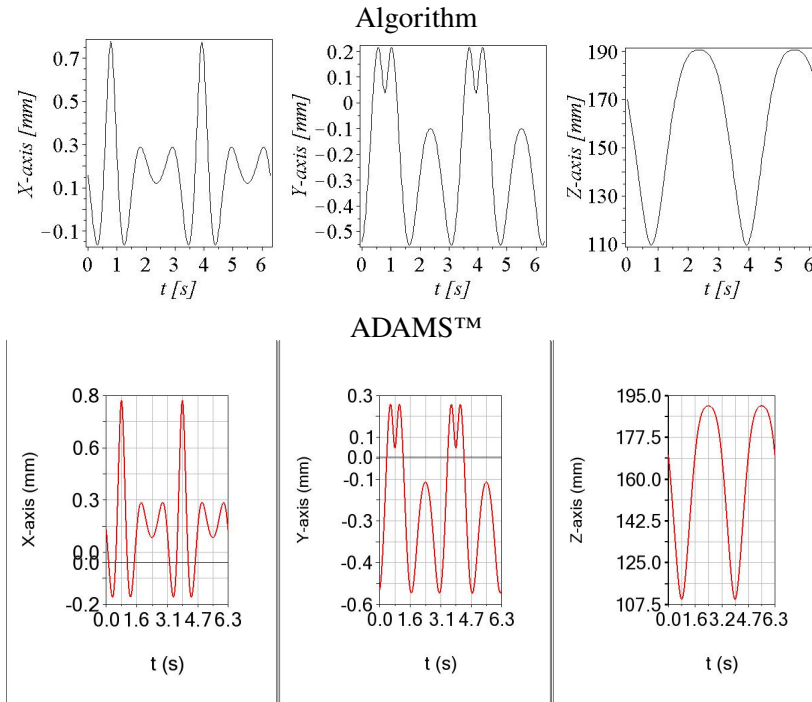 Algorithm
X-axis [mm]
0.7
0.5
0.3
0.1
−0.1
0 1 2 3 4 5 6
t [s]
Y-axis [mm]
0.2
0.1
0
−0.1
−0.2
−0.3
−0.4
−0.5
0 1 2 3 4 5 6
t [s]
Z-axis [mm]
190
170
150
130
110
0 1 2 3 4 5 6
t [s]
ADAMS™
X-axis (mm)
0.8
0.6
0.3
0.0
0.0
-0.2
0.0 1.6 3.1 4.7 6.3
t (s)
Y-axis (mm)
0.3
0.1
0.0
-0.1
-0.3
-0.4
-0.6
0.0 1.6 3.1 4.7 6.3
t (s)
Z-axis (mm)
195.0
177.5
160.0
142.5
125.0
107.5
0.0 1.6 3.2 4.7 6.3
t (s)